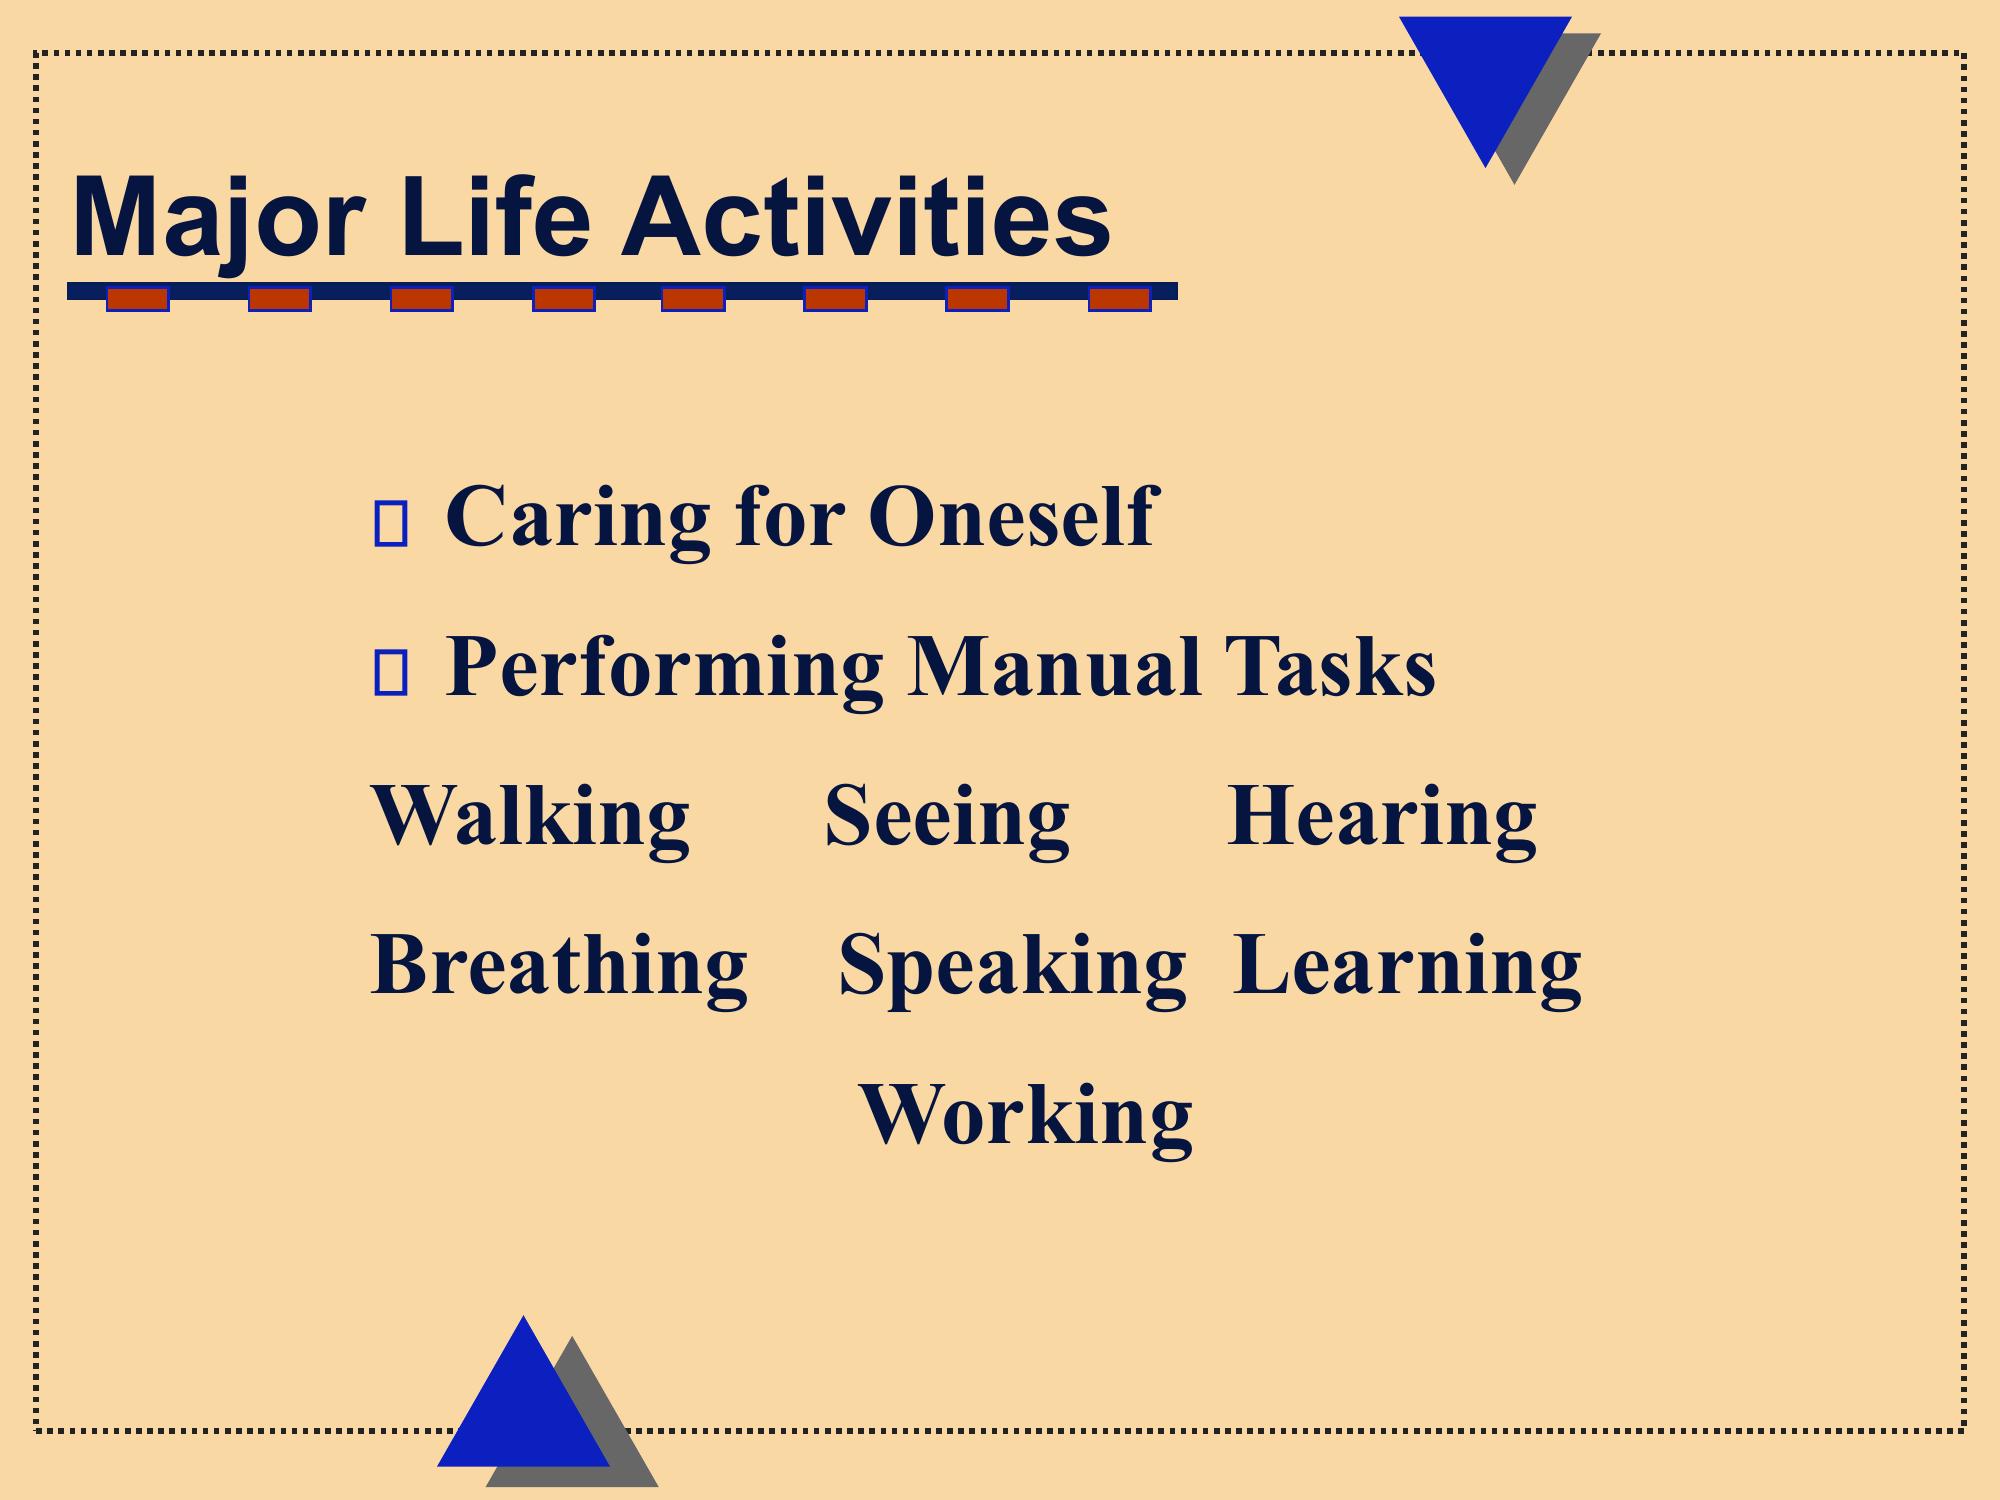 Major Life Activities
Caring for Oneself
Performing Manual Tasks
Walking Seeing Hearing
Breathing Speaking Learning
Working